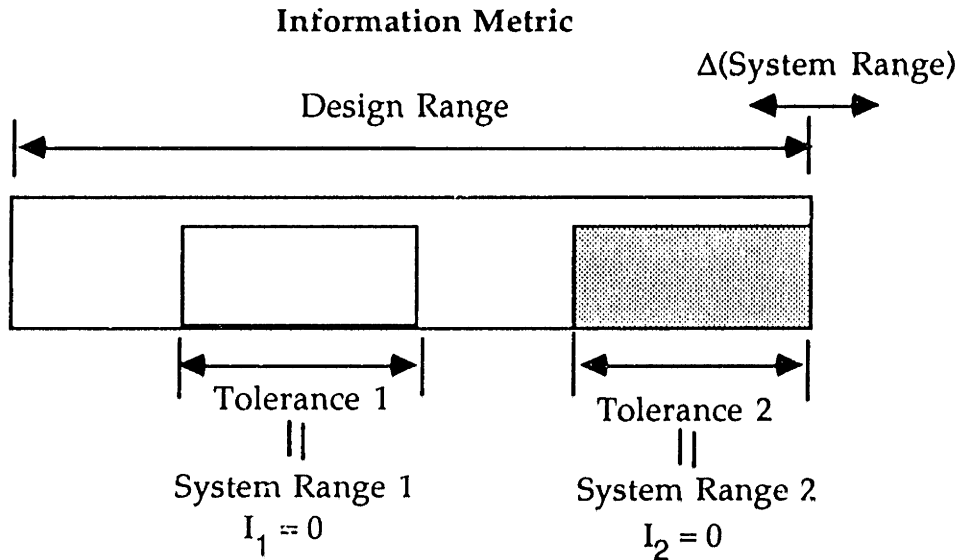 Information Metric
Δ(System Range)
Design Range
Tolerance 1
Tolerance 2
||
||
System Range 1
System Range 2
I₁ = 0
I₂ = 0